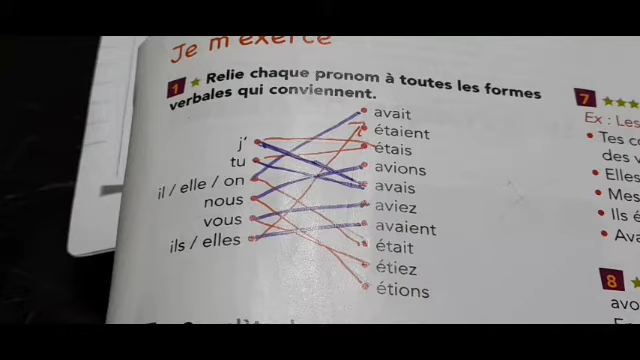 Je m'exerce
1 ★ Relie chaque pronom à toutes les formes
verbales qui conviennent.
j'
tu
il / elle / on
nous
vous
ils / elles
avait
étaient
étais
avions
avais
aviez
avaient
était
étiez
étions
7 ★★★
Ex : Les
• Tes
des
• Elles
• Mes
• Ils
8